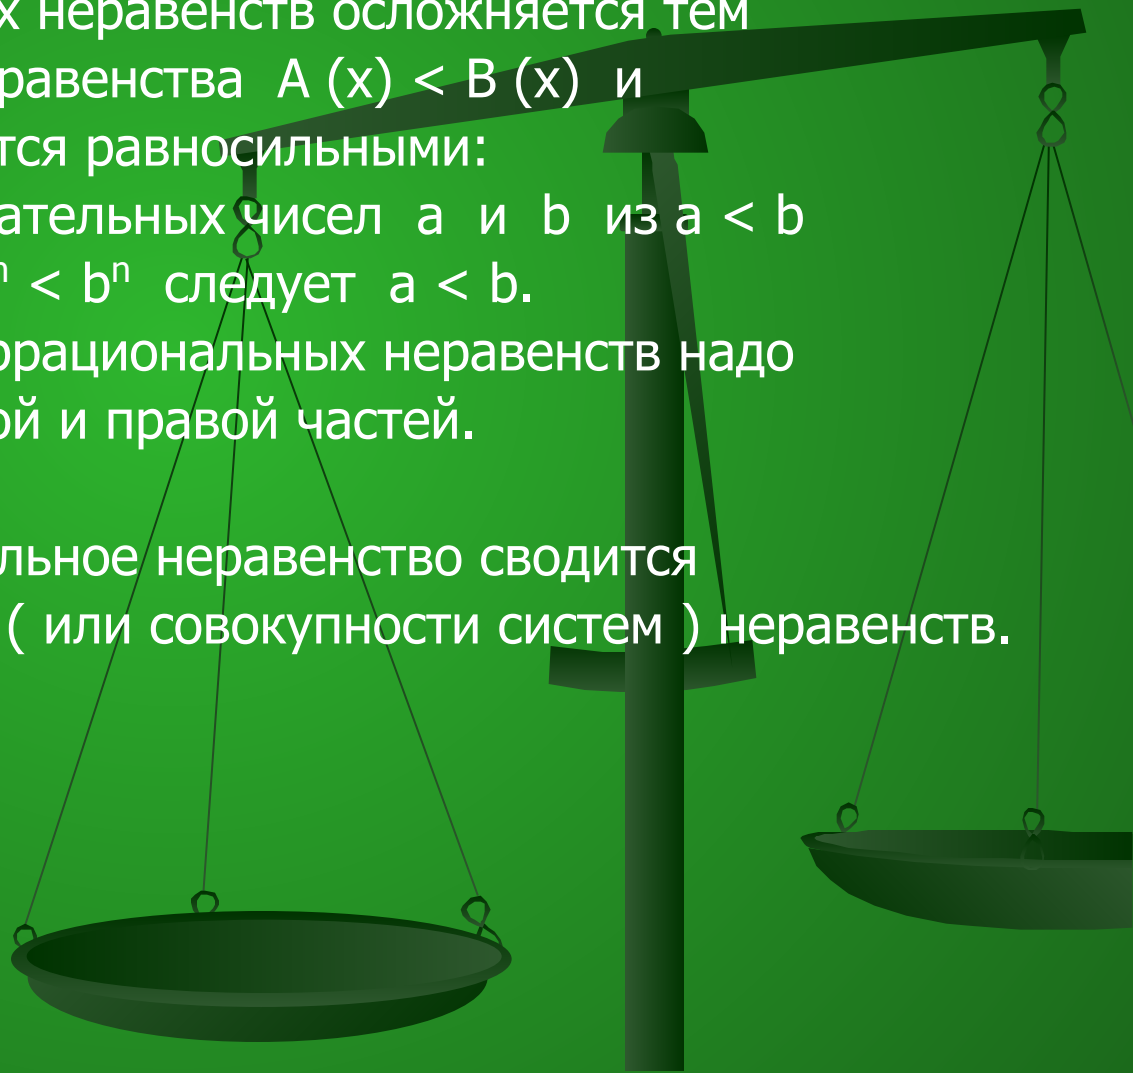 х неравенств осложняется тем
равенства A (x) < B (x) и
тся равносильными:
ательных чисел a и b из a < b
n < bⁿ следует a < b.
ррациональных неравенств надо
ой и правой частей.
льное неравенство сводится
( или совокупности систем ) неравенств.